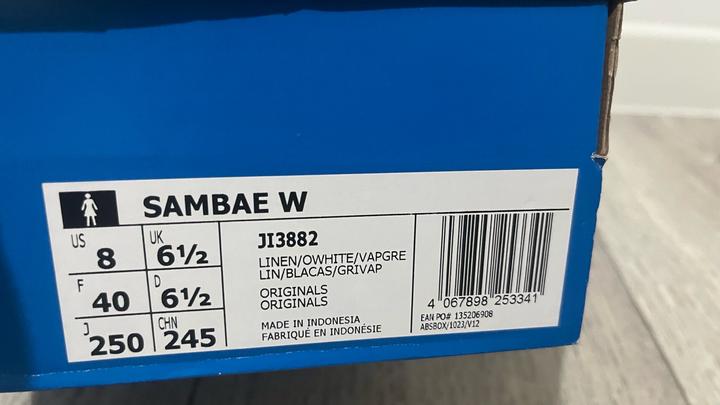 SAMBAE W
US 8 UK 6½
F 40 D 6½
J 250 CHN 245
JI3882
LINEN/OWHITE/VAPGRE
LIN/BLACAS/GRIVAP
ORIGINALS
ORIGINALS
MADE IN INDONESIA
FABRIQUÉ EN INDONÉSIE
4 067898 253341
EAN PO# 135206908
ABSBOX/1023/V12